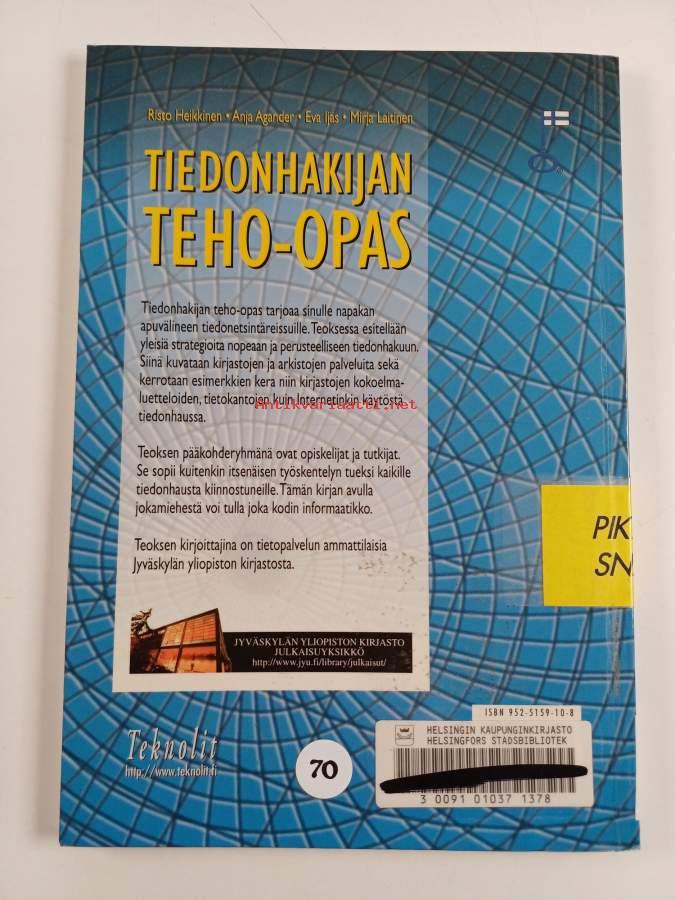 Risto Heikkinen • Anja Agander • Eva Ijäs • Mirja Laitinen
TIEDONHAKIJAN
TEHO-OPAS
Tiedonhakijan teho-opas tarjoaa sinulle napakan
apuvälineen tiedonetsintäreissuille. Teoksessa esitellään
yleisiä strategioita nopeaan ja perusteelliseen tiedonhakuun.
Siinä kuvataan kirjastojen ja arkistojen palveluita sekä
kerrotaan esimerkkien kera niin kirjastojen kokoelma-
luetteloiden, tietokantojen kuin Internetinkin käytöstä
tiedonhaussa.
antikvariaatti.net
Teoksen pääkohderyhmänä ovat opiskelijat ja tutkijat.
Se sopii kuitenkin itsenäisen työskentelyn tueksi kaikille
tiedonhausta kiinnostuneille. Tämän kirjan avulla
jokamiehestä voi tulla joka kodin informaatikko.
Teoksen kirjoittajina on tietopalvelun ammattilaisia
Jyväskylän yliopiston kirjastosta.
PIK
SN
JYVÄSKYLÄN YLIOPISTON KIRJASTO
JULKAISUYKSIKKÖ
http://www.jyu.fi/library/julkaisut/
Teknolit
http://www.teknolit.fi
70
ISBN 952-5159-10-8
HELSINGIN KAUPUNGINKIRJASTO
HELSINGFORS STADSBIBLIOTEK
3 0091 01037 1378